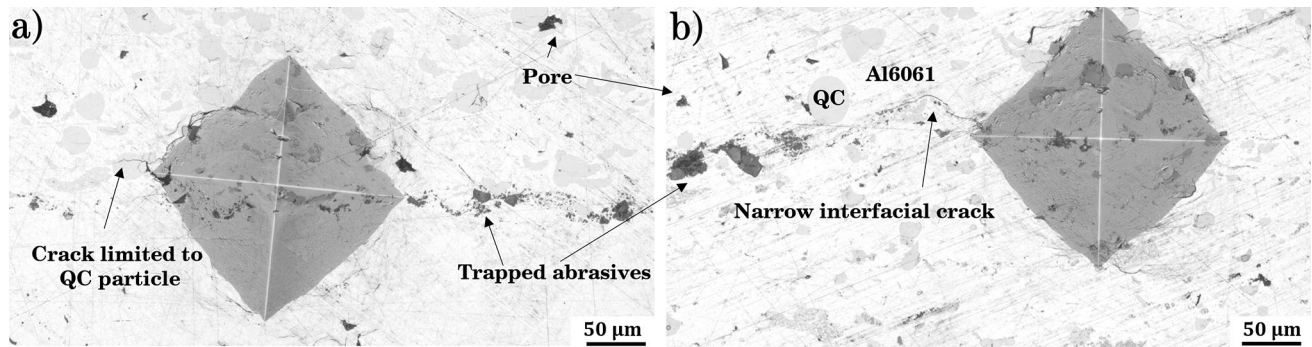 a)
Pore
Crack limited to
QC particle
Trapped abrasives
50 µm
b)
Al6061
QC
Narrow interfacial crack
50 µm